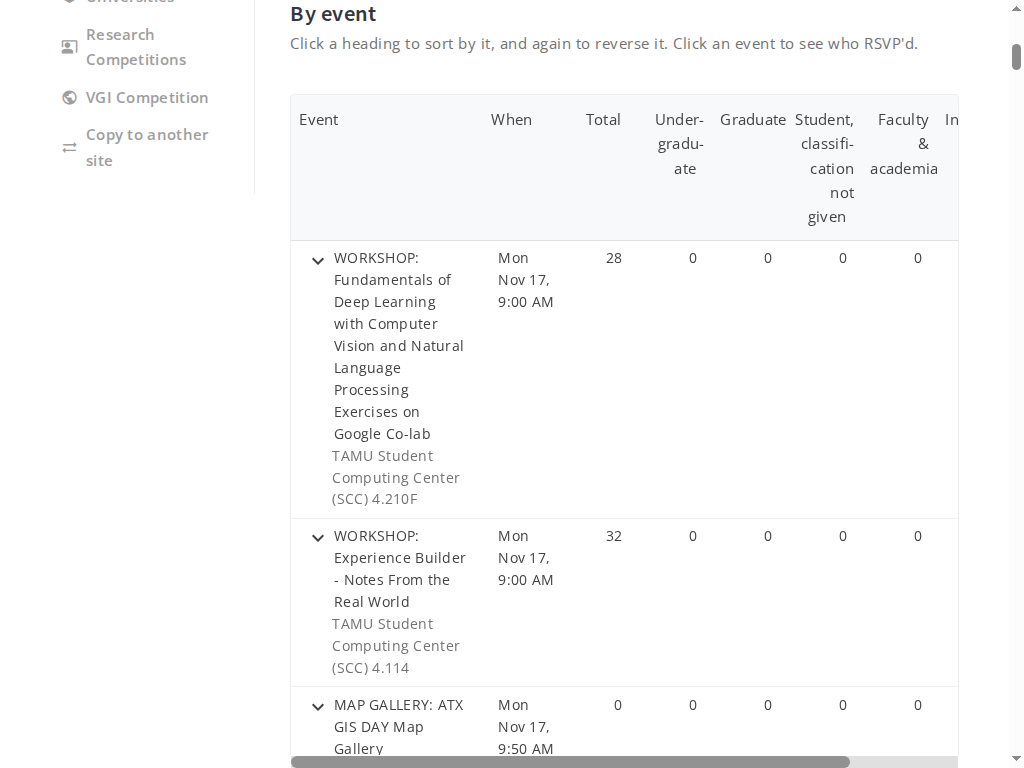 Research
Competitions
VGI Competition
Copy to another
site
By event
Click a heading to sort by it, and again to reverse it. Click an event to see who RSVP'd.
Event When Total Under-
gradu-
ate Graduate Student,
classifi-
cation
not
given Faculty
&
academia In
WORKSHOP:
Fundamentals of
Deep Learning
with Computer
Vision and Natural
Language
Processing
Exercises on
Google Co-lab
TAMU Student
Computing Center
(SCC) 4.210F
Mon
Nov 17,
9:00 AM
28 0 0 0 0
WORKSHOP:
Experience Builder
- Notes From the
Real World
TAMU Student
Computing Center
(SCC) 4.114
Mon
Nov 17,
9:00 AM
32 0 0 0 0
MAP GALLERY: ATX
GIS DAY Map
Gallery
Mon
Nov 17,
9:50 AM
0 0 0 0 0